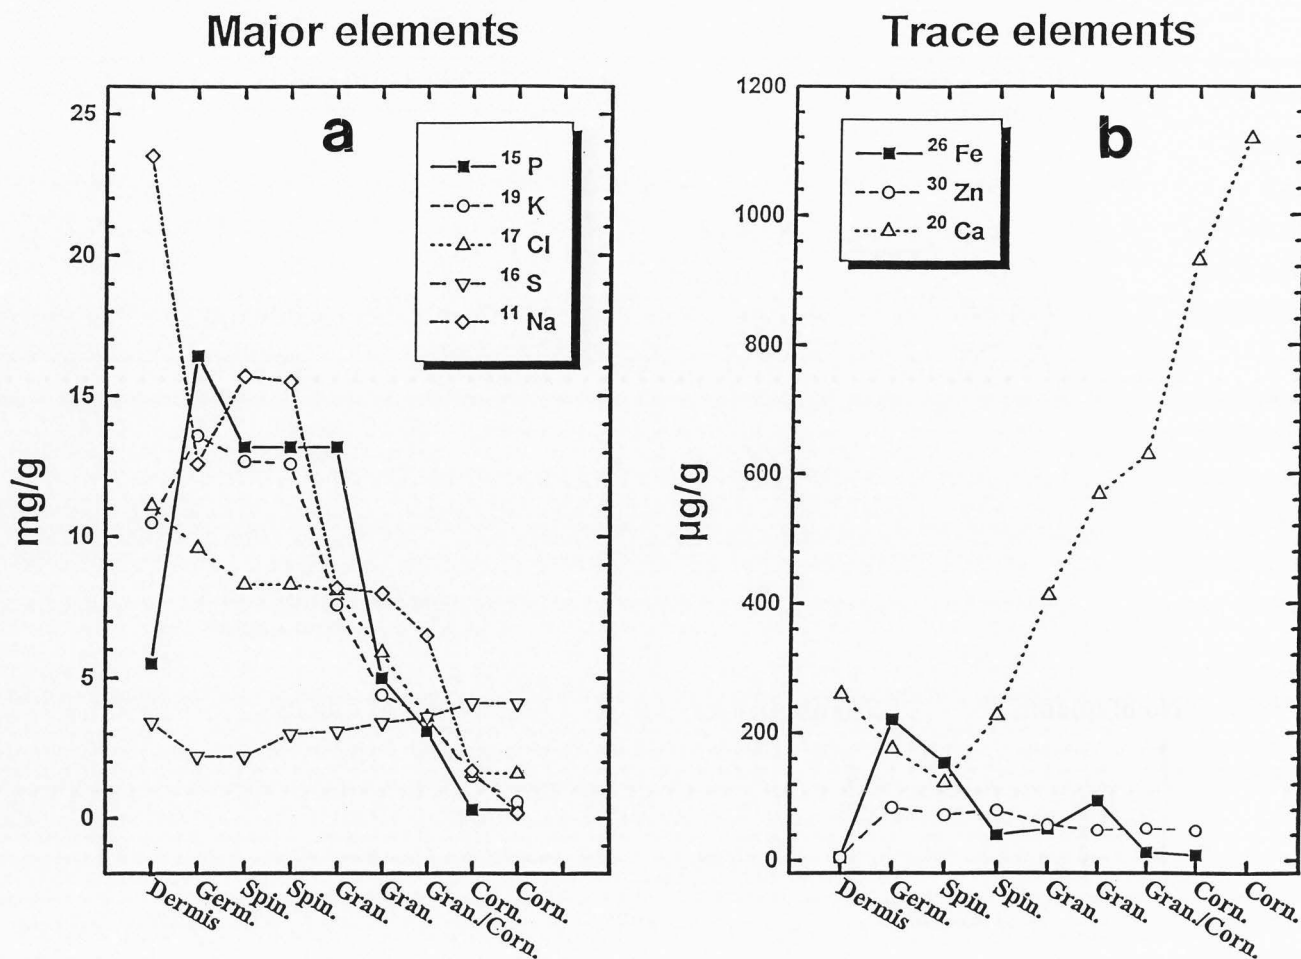 Major elements
25
20
15
10
5
0
mg/g
a
15 P
19 K
17 Cl
16 S
11 Na
Dermis
Germ.
Spin.
Spin.
Gran.
Gran.
Gran./Corn.
Corn.
Corn.
Trace elements
1200
1000
800
600
400
200
0
µg/g
b
26 Fe
30 Zn
20 Ca
Dermis
Germ.
Spin.
Spin.
Gran.
Gran.
Gran./Corn.
Corn.
Corn.